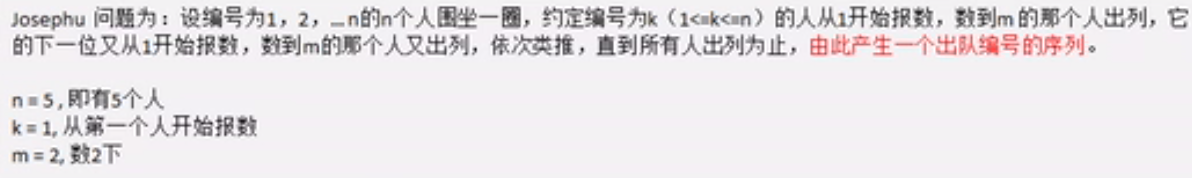 Josephu 问题为：设编号为1，2，…n的n个人围坐一圈，约定编号为k（1<=k<=n）的人从1开始报数，数到m 的那个人出列，它
的下一位又从1开始报数，数到m的那个人又出列，依次类推，直到所有人出列为止，由此产生一个出队编号的序列。
n = 5 , 即有5个人
k = 1, 从第一个人开始报数
m = 2, 数2下